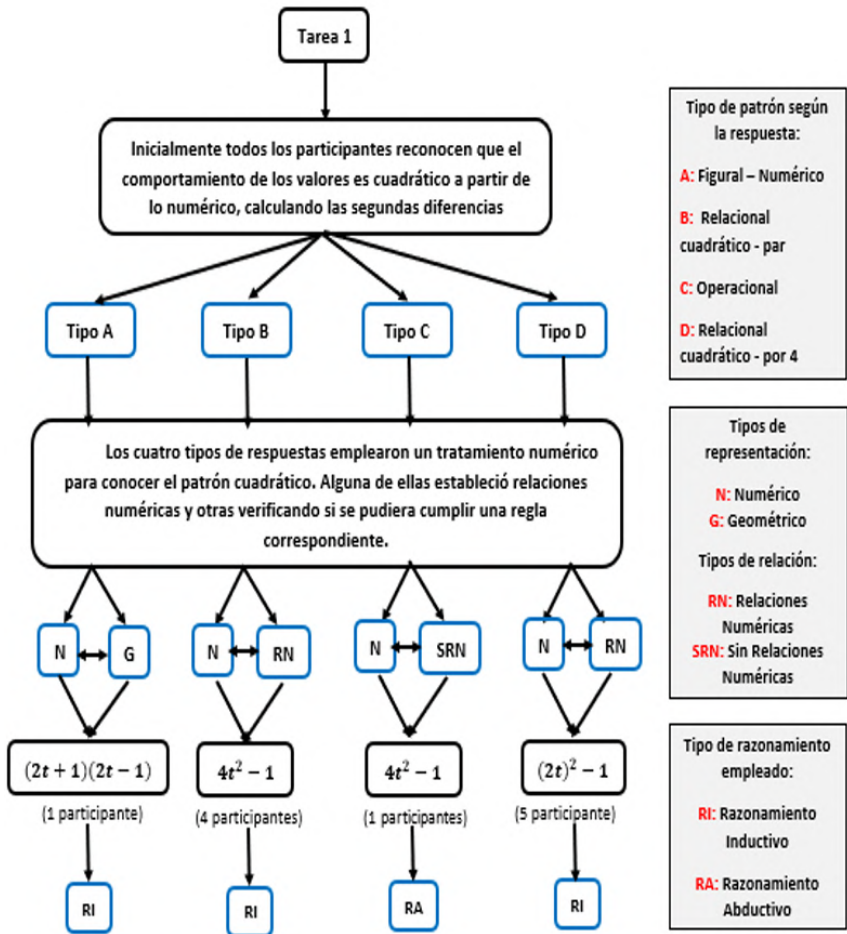 Tarea 1
Inicialmente todos los participantes reconocen que el
comportamiento de los valores es cuadrático a partir de
lo numérico, calculando las segundas diferencias
Tipo A
Tipo B
Tipo C
Tipo D
Los cuatro tipos de respuestas emplearon un tratamiento numérico
para conocer el patrón cuadrático. Alguna de ellas estableció relaciones
numéricas y otras verificando si se pudiera cumplir una regla
correspondiente.
N
G
N
RN
N
SRN
N
RN
(2t + 1)(2t − 1)
4t² − 1
4t² − 1
(2t)² − 1
(1 participante)
(4 participantes)
(1 participantes)
(5 participante)
RI
RI
RA
RI
Tipo de patrón según
la respuesta:
A: Figural – Numérico
B: Relacional
cuadrático - par
C: Operacional
D: Relacional
cuadrático - por 4
Tipos de
representación:
N: Numérico
G: Geométrico
Tipos de relación:
RN: Relaciones
Numéricas
SRN: Sin Relaciones
Numéricas
Tipo de razonamiento
empleado:
RI: Razonamiento
Inductivo
RA: Razonamiento
Abductivo